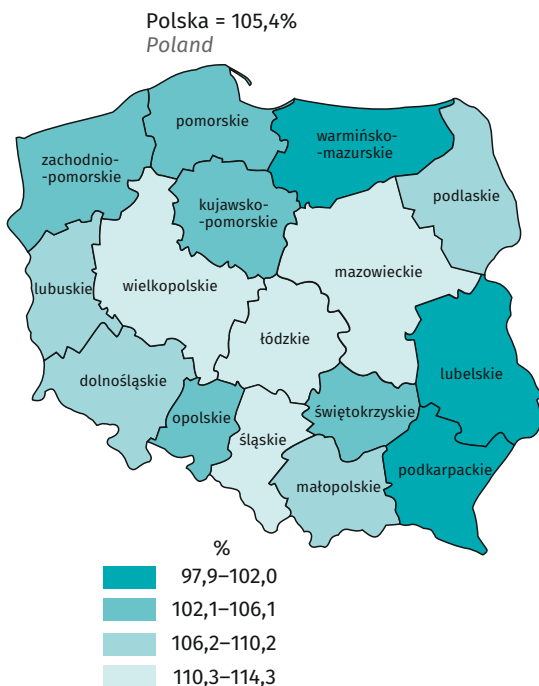 Polska = 105,4%
Poland
pomorskie
warmińsko-
-mazurskie
zachodnio-
-pomorskie
kujawsko-
-pomorskie
podlaskie
mazowieckie
wielkopolskie
lubuskie
łódzkie
lubelskie
dolnośląskie
opolskie
świętokrzyskie
śląskie
podkarpackie
małopolskie
%
97,9–102,0
102,1–106,1
106,2–110,2
110,3–114,3